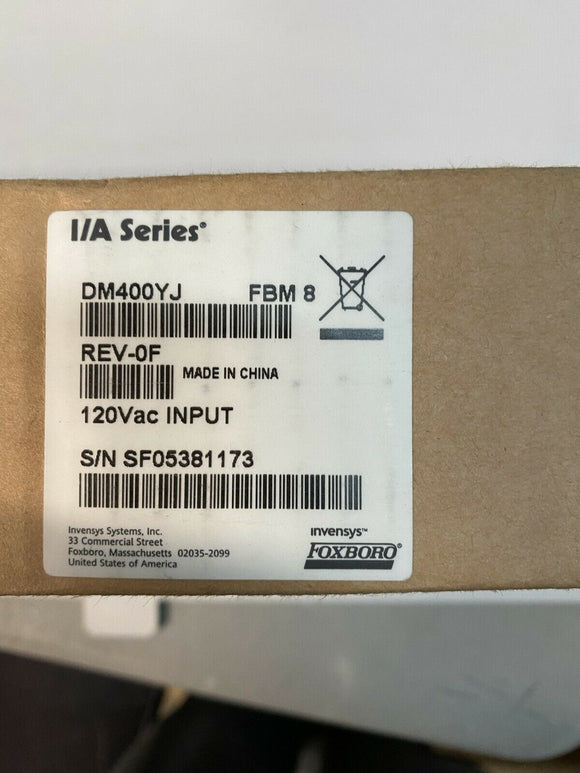 I/A Series®
DM400YJ FBM 8
REV-0F
MADE IN CHINA
120Vac INPUT
S/N SF05381173
Invensys Systems, Inc.
33 Commercial Street
Foxboro, Massachusetts 02035-2099
United States of America
invensys™
FOXBORO®